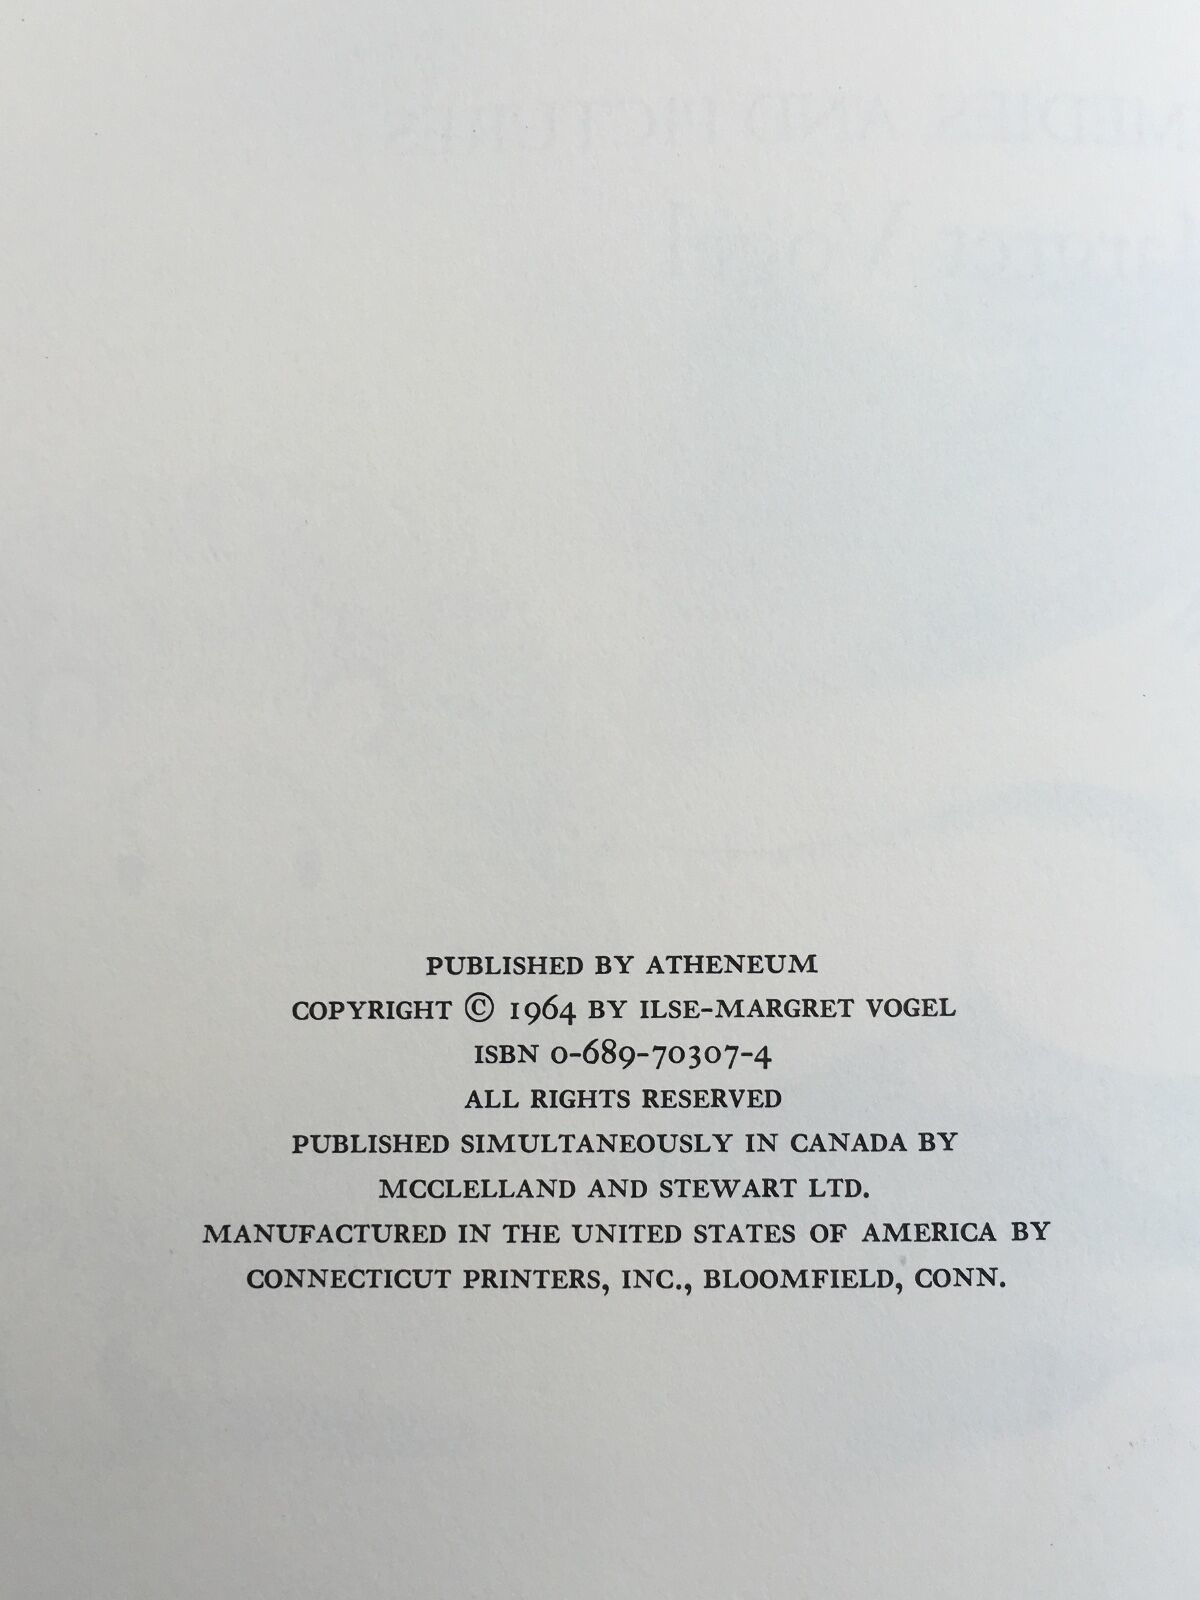 PUBLISHED BY ATHENEUM
COPYRIGHT © 1964 BY ILSE-MARGRET VOGEL
ISBN 0-689-70307-4
ALL RIGHTS RESERVED
PUBLISHED SIMULTANEOUSLY IN CANADA BY
MCCLELLAND AND STEWART LTD.
MANUFACTURED IN THE UNITED STATES OF AMERICA BY
CONNECTICUT PRINTERS, INC., BLOOMFIELD, CONN.